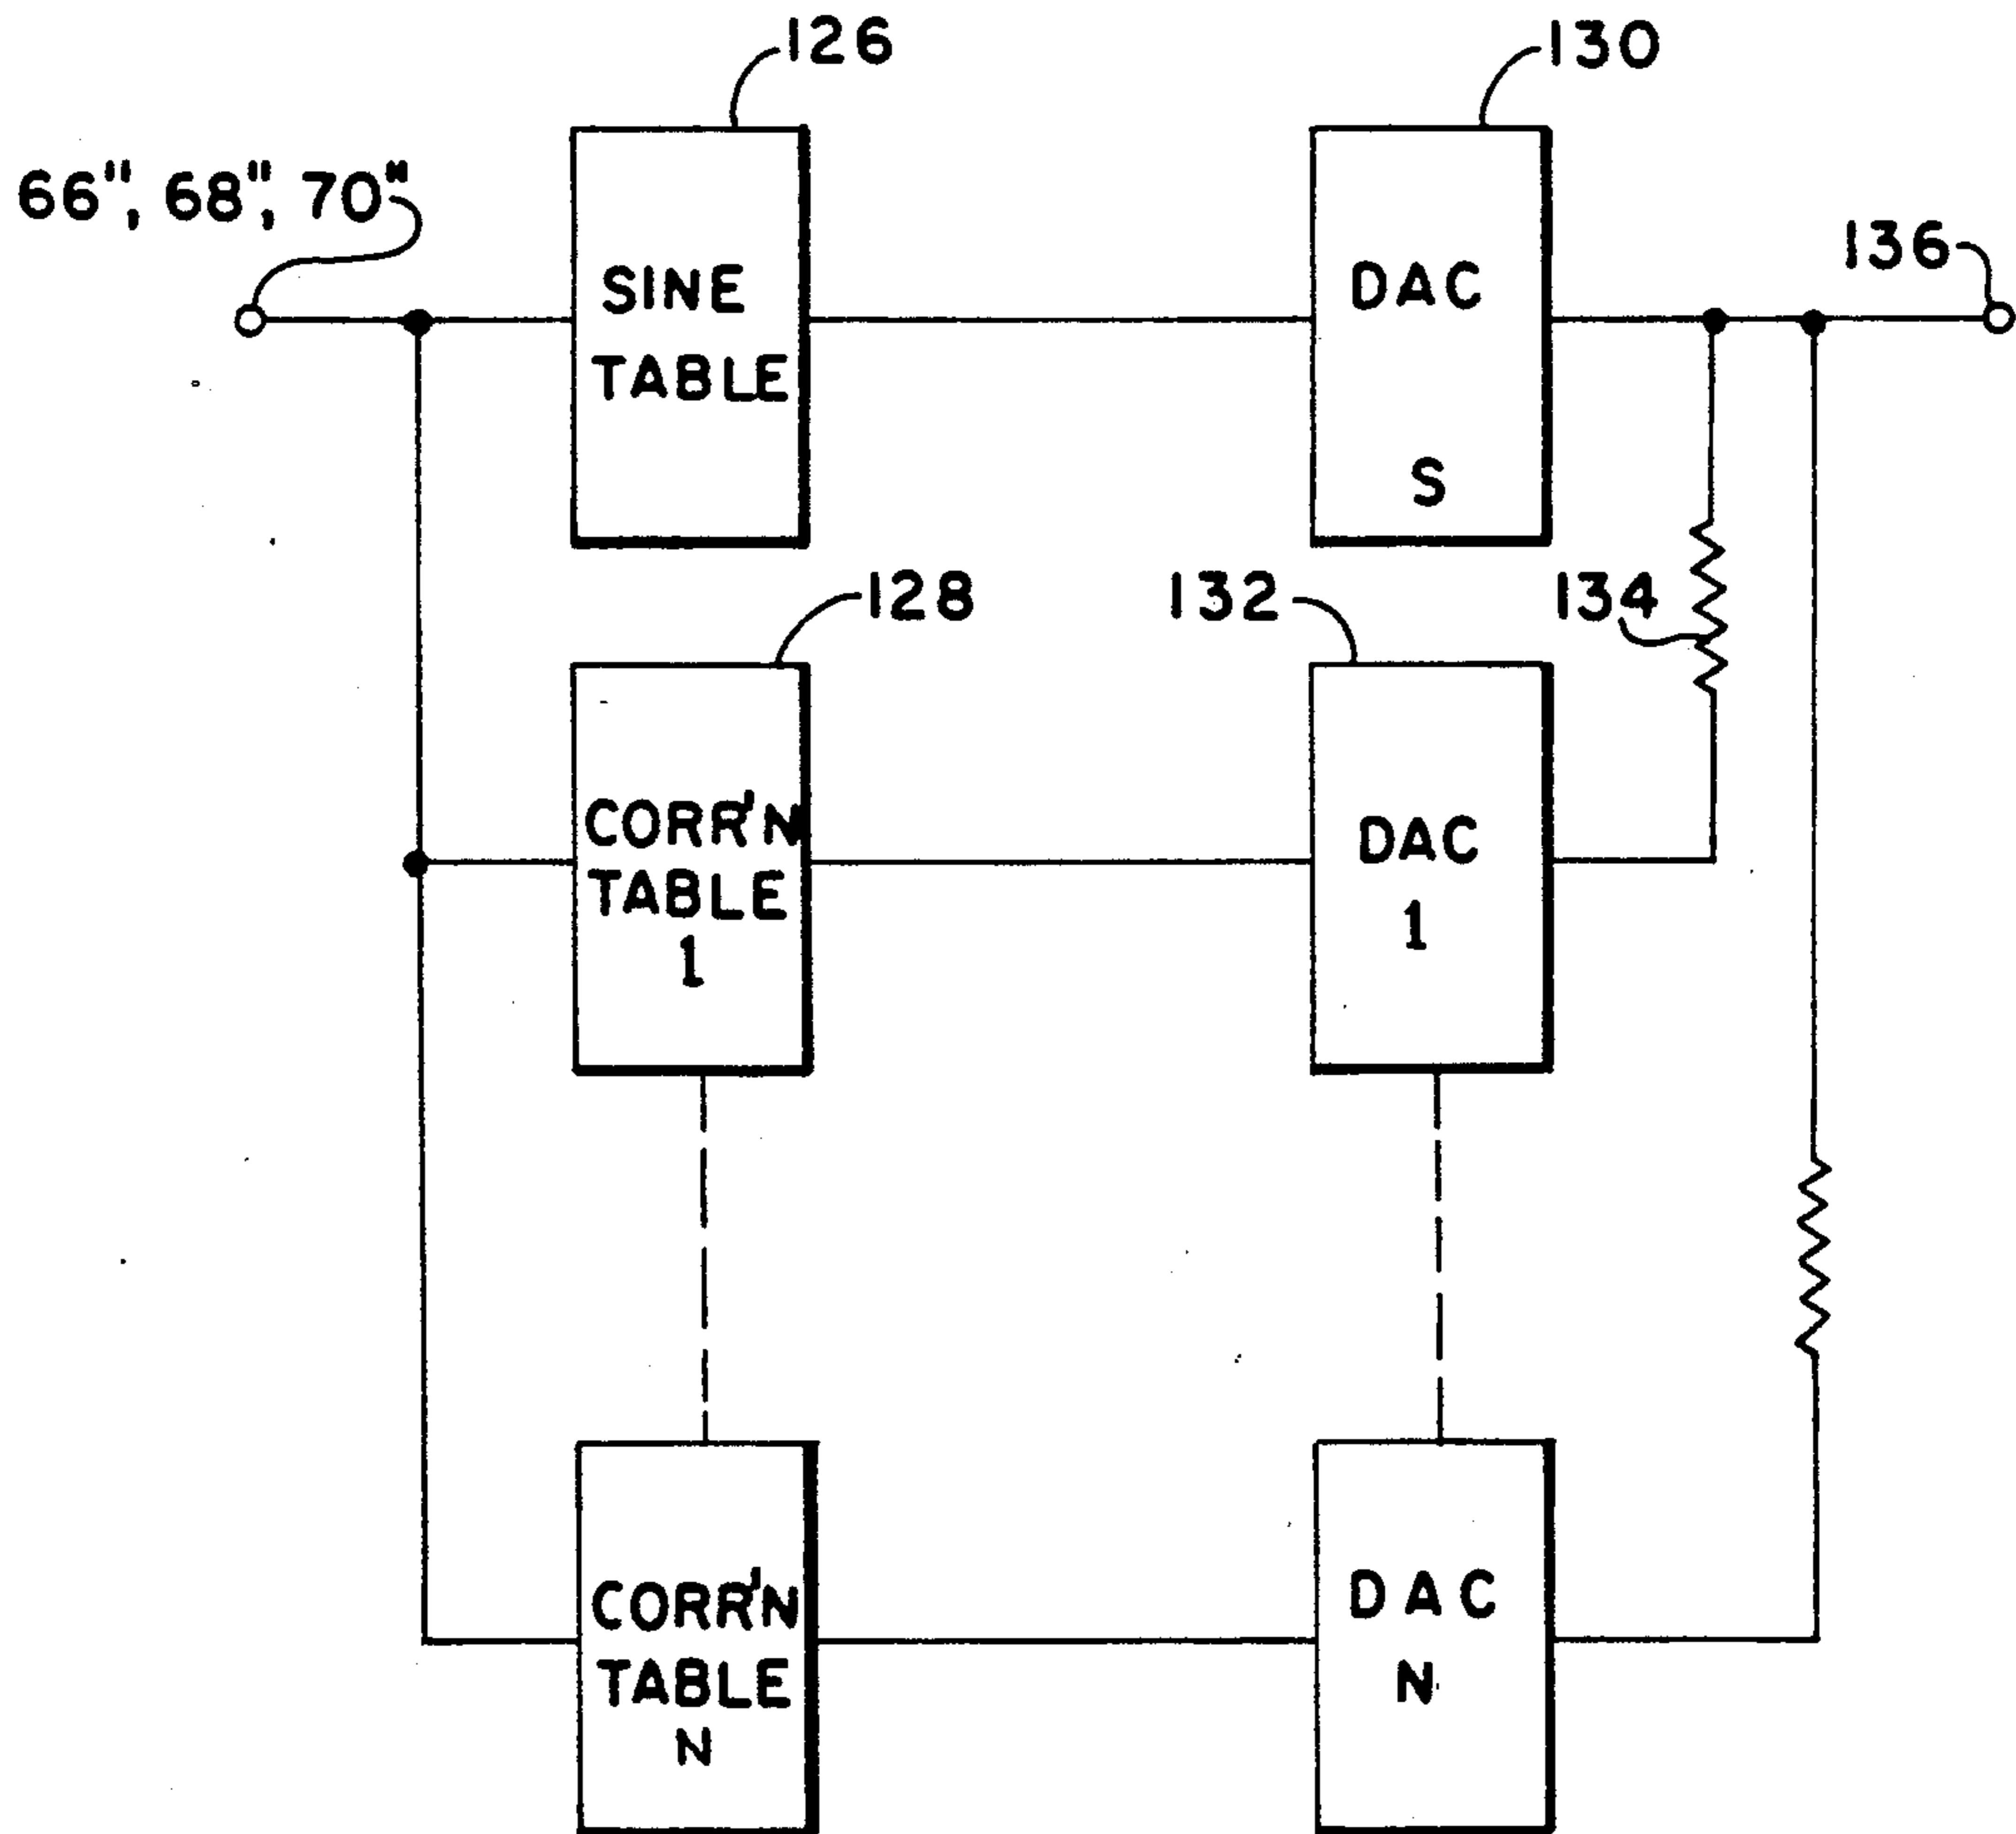 126
130
66", 68", 70"
136
SINE
TABLE
DAC
S
128
132
134
CORR'N
TABLE
1
DAC
1
CORR'N
TABLE
N
DAC
N